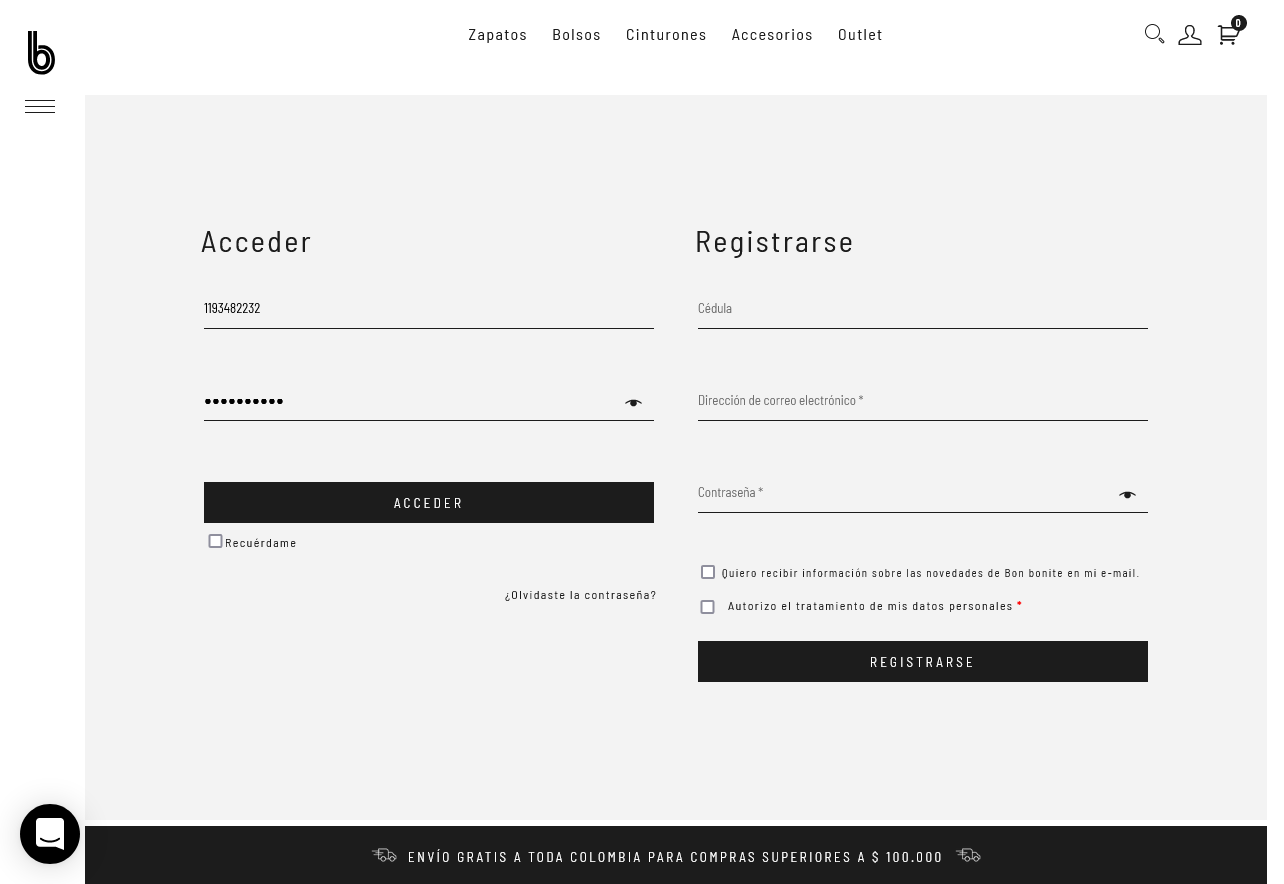 Zapatos Bolsos Cinturones Accesorios Outlet
0
b
Acceder
1193482232
••••••••••
ACCEDER
Recuérdame
¿Olvidaste la contraseña?
Registrarse
Cédula
Dirección de correo electrónico *
Contraseña *
Quiero recibir información sobre las novedades de Bon bonite en mi e-mail.
Autorizo el tratamiento de mis datos personales *
REGISTRARSE
ENVÍO GRATIS A TODA COLOMBIA PARA COMPRAS SUPERIORES A $ 100.000